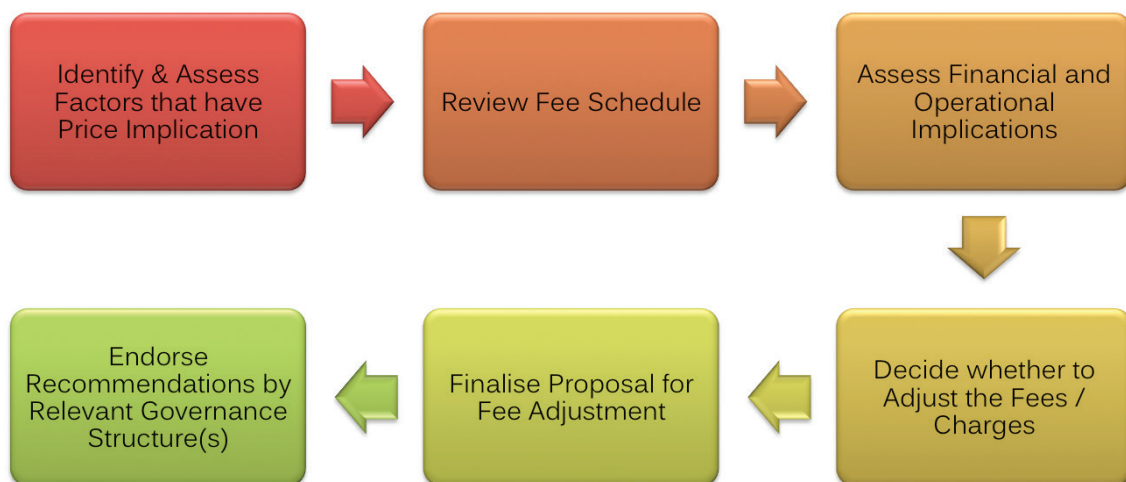 Identify & Assess
Factors that have
Price Implication
Review Fee Schedule
Assess Financial and
Operational
Implications
Decide whether to
Adjust the Fees /
Charges
Finalise Proposal for
Fee Adjustment
Endorse
Recommendations by
Relevant Governance
Structure(s)